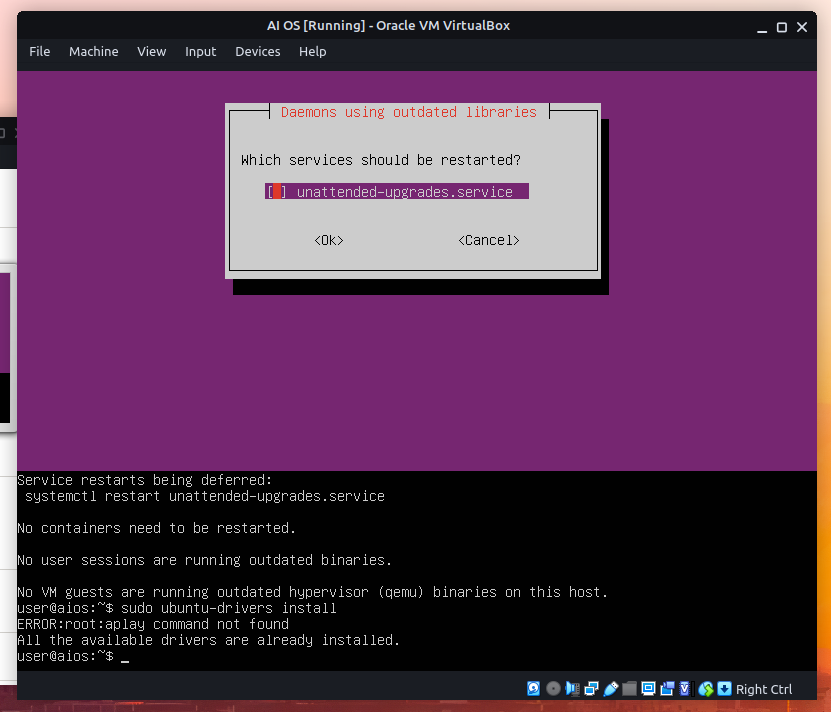 AI OS [Running] - Oracle VM VirtualBox
File Machine View Input Devices Help
Daemons using outdated libraries
Which services should be restarted?
[ ] unattended-upgrades.service
<Ok> <Cancel>
Service restarts being deferred:
systemctl restart unattended-upgrades.service
No containers need to be restarted.
No user sessions are running outdated binaries.
No VM guests are running outdated hypervisor (qemu) binaries on this host.
user@aios:~$ sudo ubuntu-drivers install
ERROR:root:aplay command not found
All the available drivers are already installed.
user@aios:~$ _
Right Ctrl